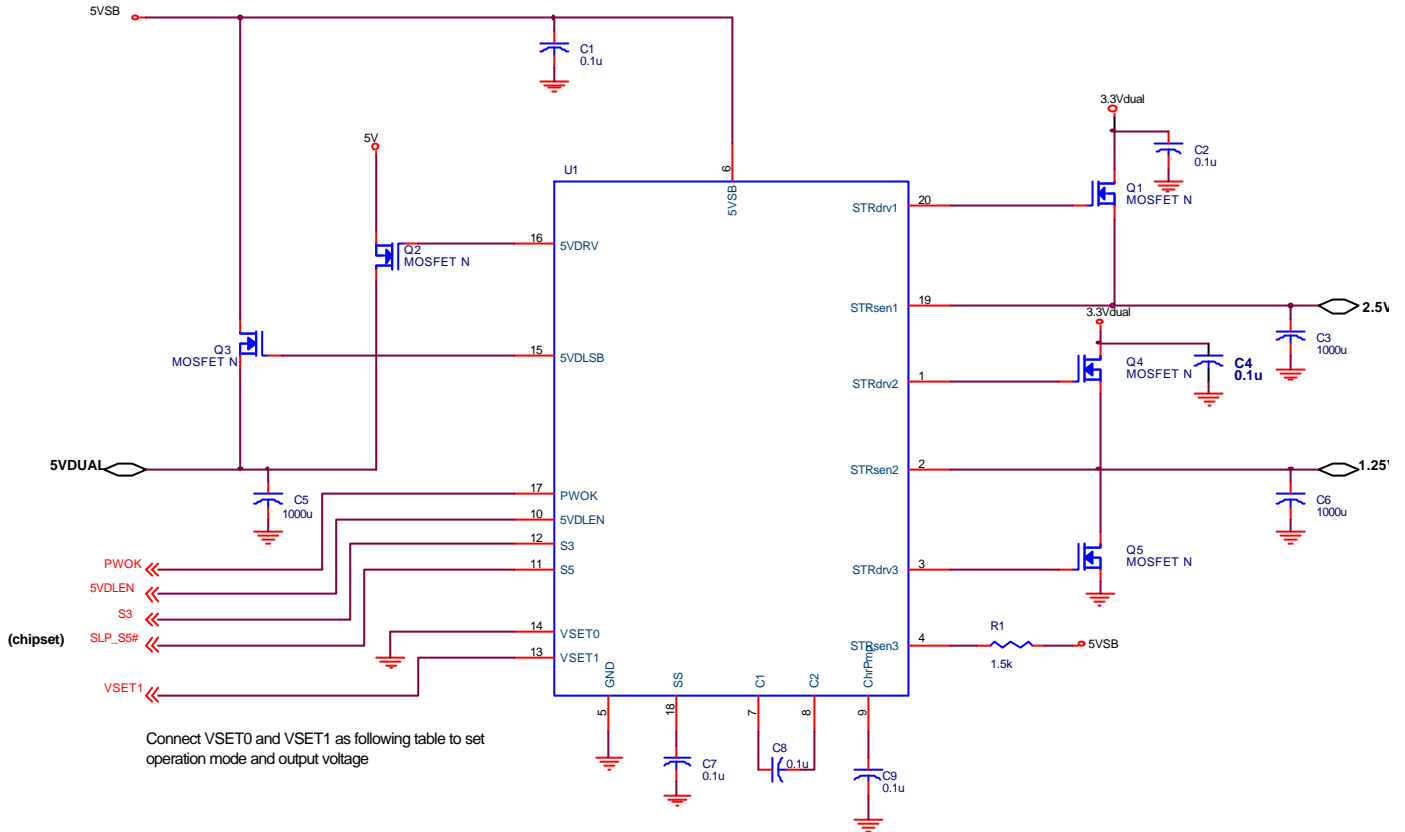 5VSB
C1
0.1u
3.3Vdual
C2
0.1u
5V
U1
6
5VSB
STRdrv1
20
Q1
MOSFET N
Q2
MOSFET N
16
5VDRV
STRsen1
19
2.5V
3.3Vdual
C3
1000u
Q3
MOSFET N
15
5VDLSB
STRdrv2
1
Q4
MOSFET N
C4
0.1u
5VDUAL
STRsen2
2
1.25V
C5
1000u
C6
1000u
17
PWOK
10
5VDLEN
12
S3
11
S5
PWOK
5VDLEN
S3
(chipset)
SLP_S5#
STRdrv3
3
Q5
MOSFET N
14
VSET0
13
VSET1
VSET1
STRsen3
4
R1
1.5k
5VSB
GND
SS
C1
C2
ChrPmp
5
18
7
8
9
C7
0.1u
C8
0.1u
C9
0.1u
Connect VSET0 and VSET1 as following table to set
operation mode and output voltage